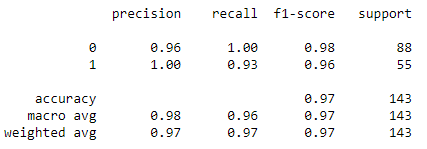 precision recall f1-score support
0 0.96 1.00 0.98 88
1 1.00 0.93 0.96 55
accuracy 0.97 143
macro avg 0.98 0.96 0.97 143
weighted avg 0.97 0.97 0.97 143